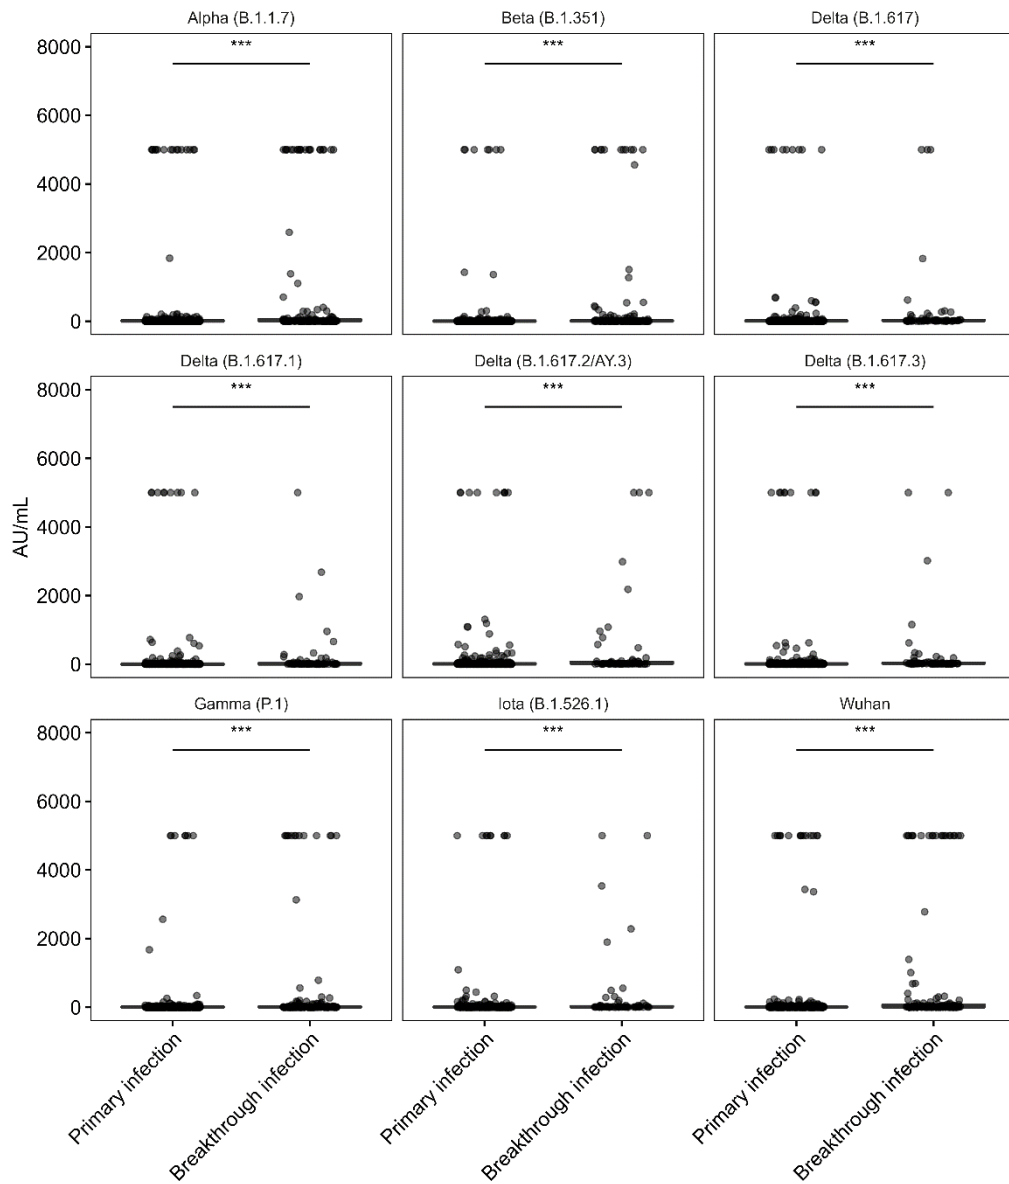 Alpha (B.1.1.7)
Beta (B.1.351)
Delta (B.1.617)
8000
6000
4000
2000
0
***
***
***
Delta (B.1.617.1)
Delta (B.1.617.2/AY.3)
Delta (B.1.617.3)
8000
6000
4000
2000
0
***
***
***
AU/mL
Gamma (P.1)
Iota (B.1.526.1)
Wuhan
8000
6000
4000
2000
0
***
***
***
Primary infection
Breakthrough infection
Primary infection
Breakthrough infection
Primary infection
Breakthrough infection